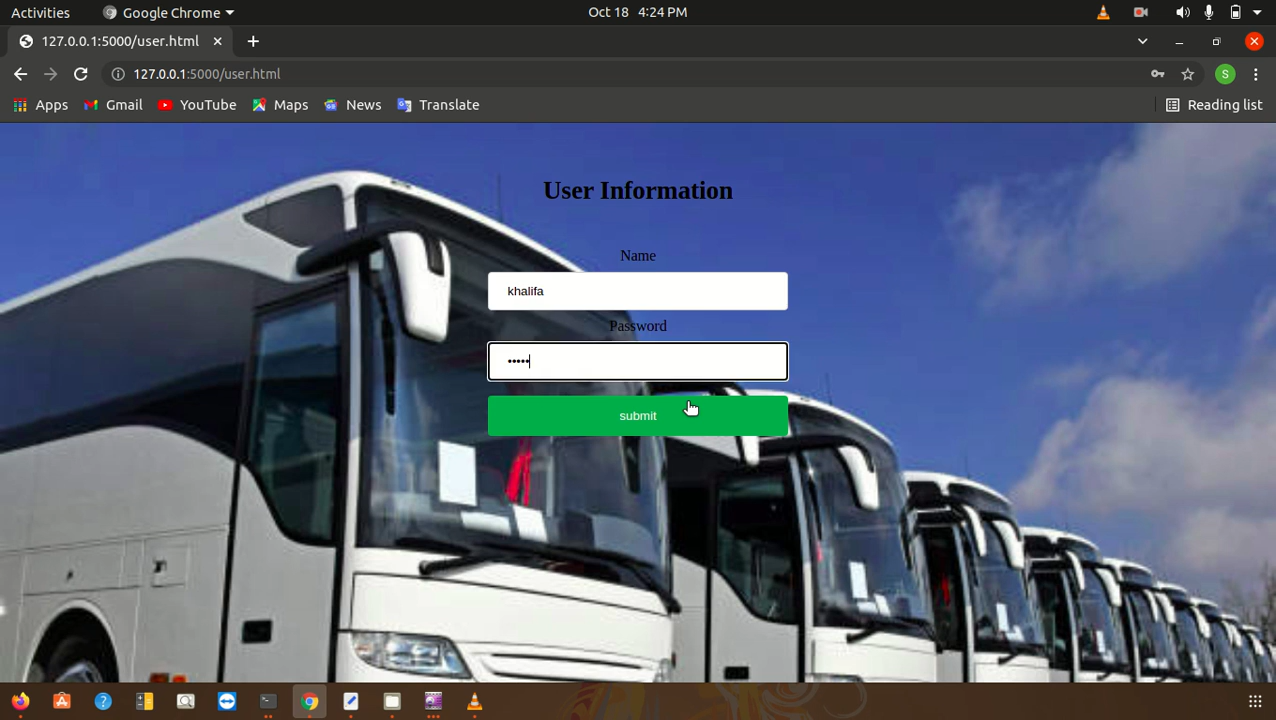 Activities Google Chrome Oct 18 4:24 PM
127.0.0.1:5000/user.html
127.0.0.1:5000/user.html S
Apps Gmail YouTube Maps News Translate Reading list
User Information
Name
khalifa
Password
•••••
submit